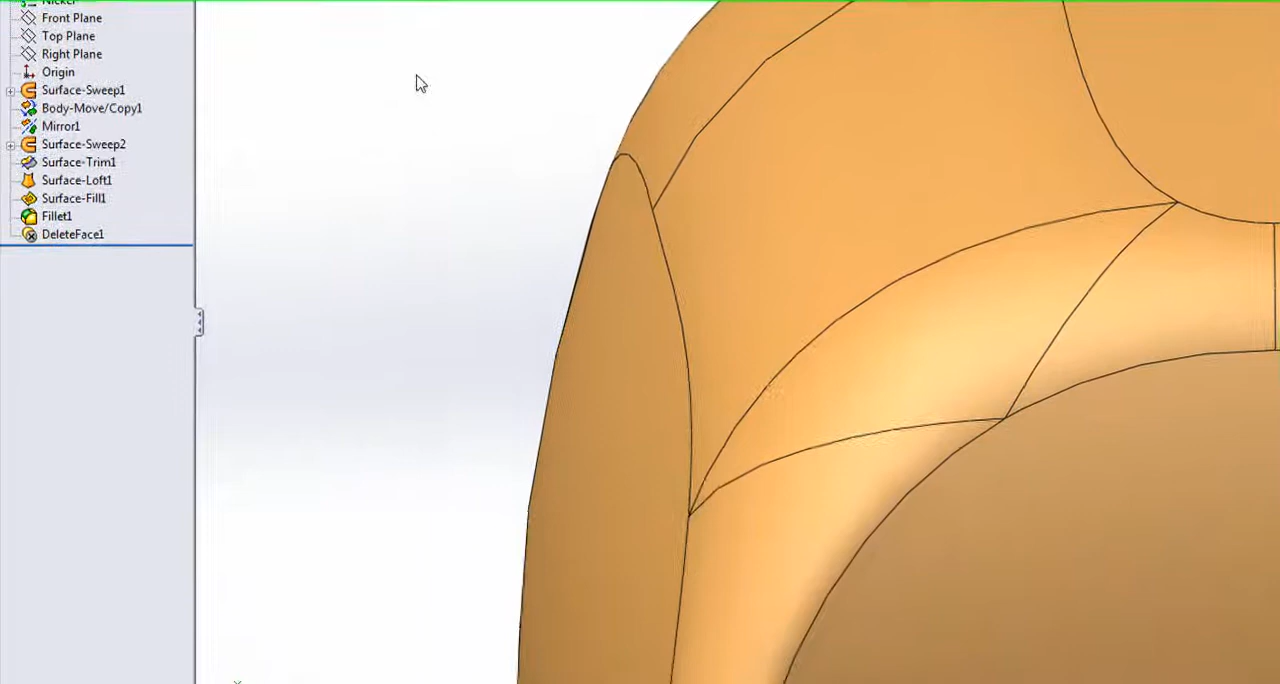 Nickel
Front Plane
Top Plane
Right Plane
Origin
Surface-Sweep1
Body-Move/Copy1
Mirror1
Surface-Sweep2
Surface-Trim1
Surface-Loft1
Surface-Fill1
Fillet1
DeleteFace1